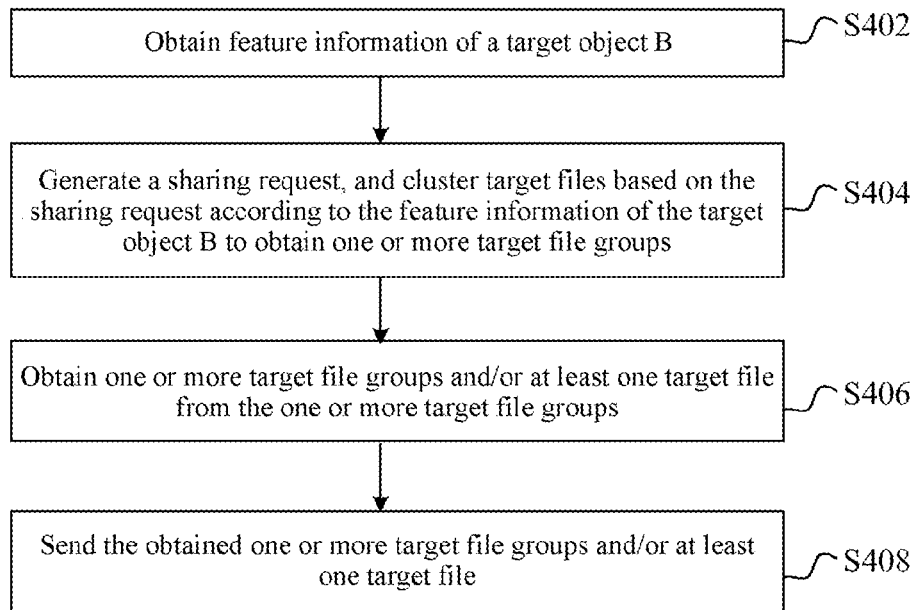 Obtain feature information of a target object B
S402
Generate a sharing request, and cluster target files based on the
sharing request according to the feature information of the target
object B to obtain one or more target file groups
S404
Obtain one or more target file groups and/or at least one target file
from the one or more target file groups
S406
Send the obtained one or more target file groups and/or at least
one target file
S408